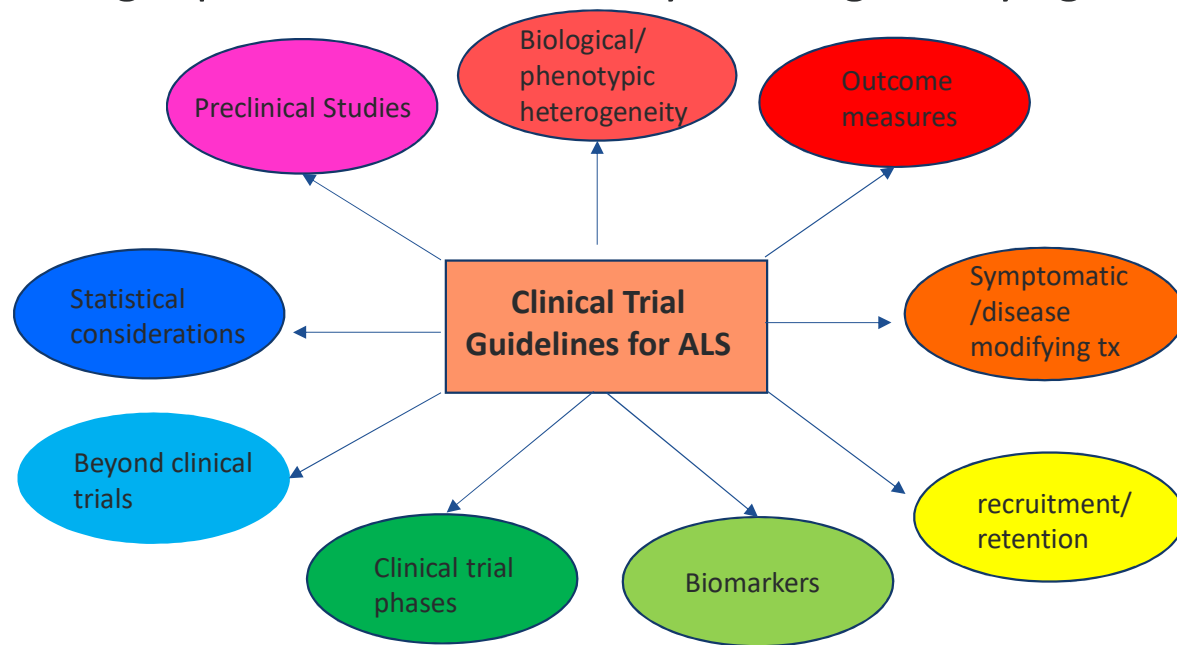 Preclinical Studies
Biological/
phenotypic
heterogeneity
Outcome
measures
Statistical
considerations
Clinical Trial
Guidelines for ALS
Symptomatic
/disease
modifying tx
Beyond clinical
trials
recruitment/
retention
Clinical trial
phases
Biomarkers